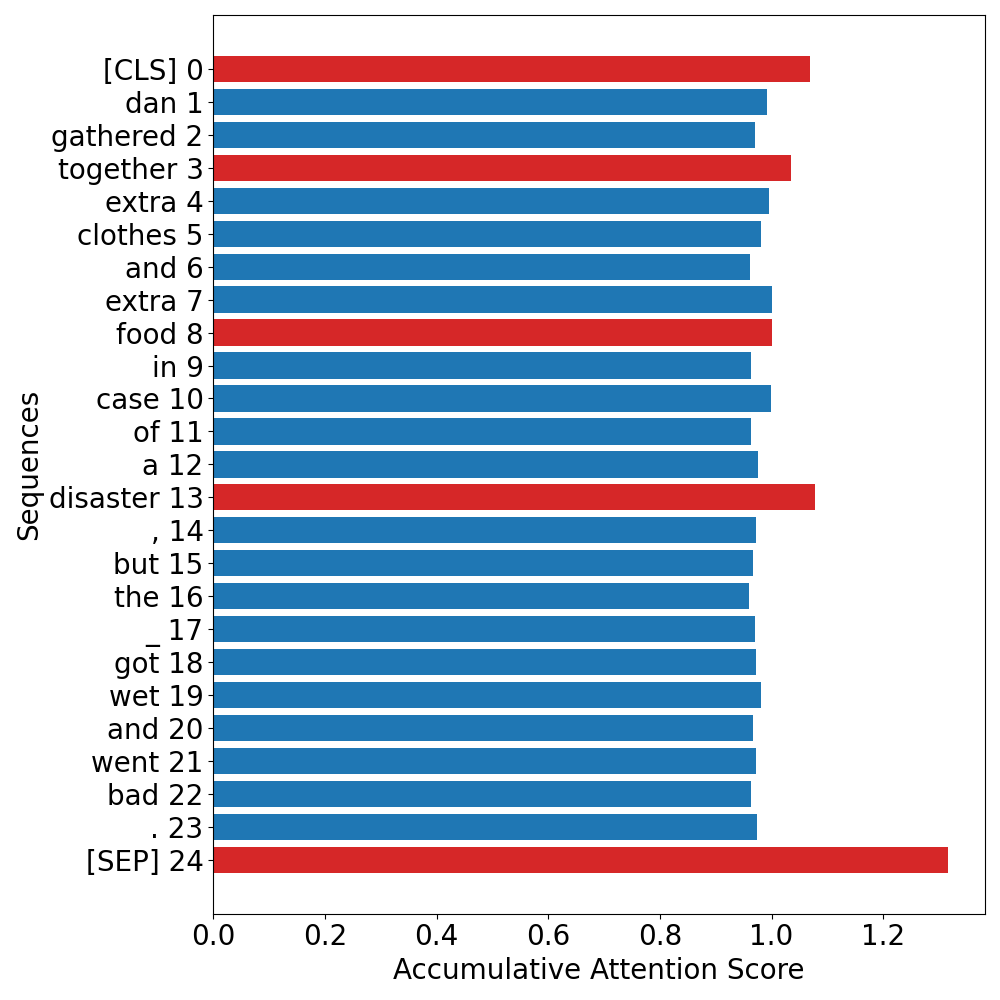 [CLS] 0
dan 1
gathered 2
together 3
extra 4
clothes 5
and 6
extra 7
food 8
in 9
case 10
of 11
a 12
disaster 13
, 14
but 15
the 16
_ 17
got 18
wet 19
and 20
went 21
bad 22
. 23
[SEP] 24
Sequences
0.0 0.2 0.4 0.6 0.8 1.0 1.2
Accumulative Attention Score